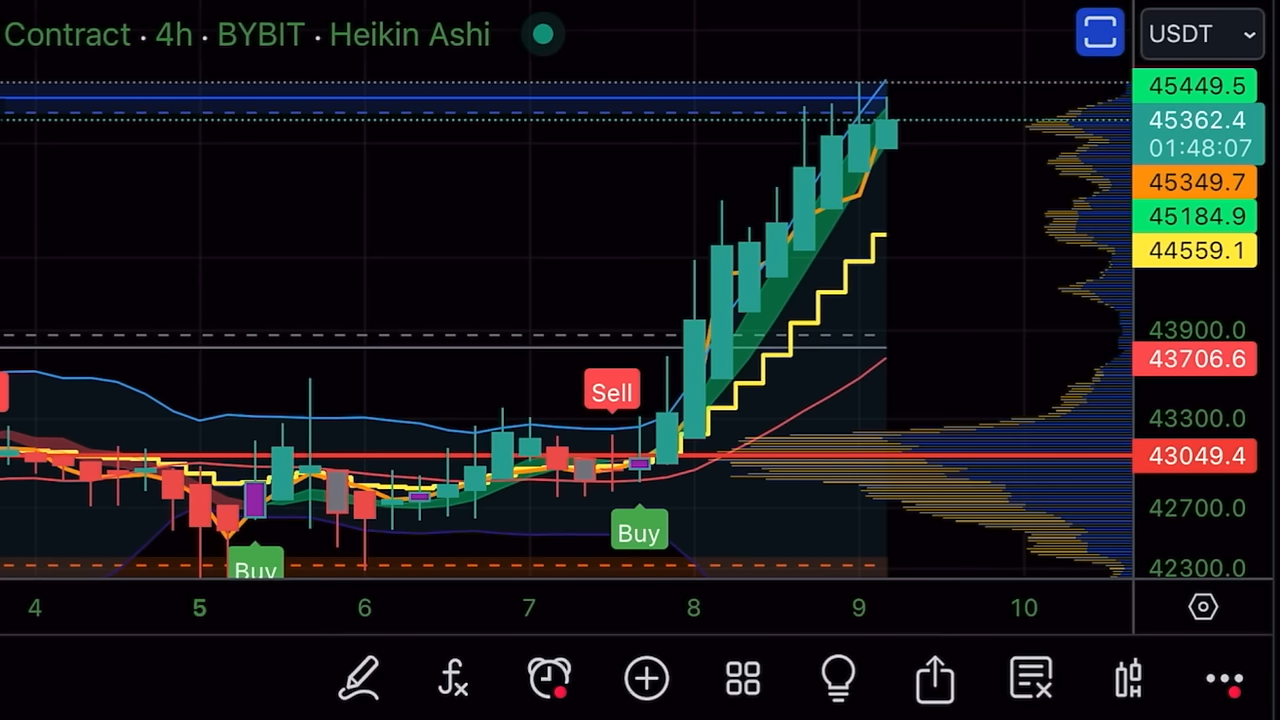 Contract · 4h · BYBIT · Heikin Ashi
USDT
45449.5
45362.4
01:48:07
45349.7
45184.9
44559.1
43900.0
43706.6
43300.0
43049.4
42700.0
42300.0
Sell
Buy
Buy
4 5 6 7 8 9 10
fx